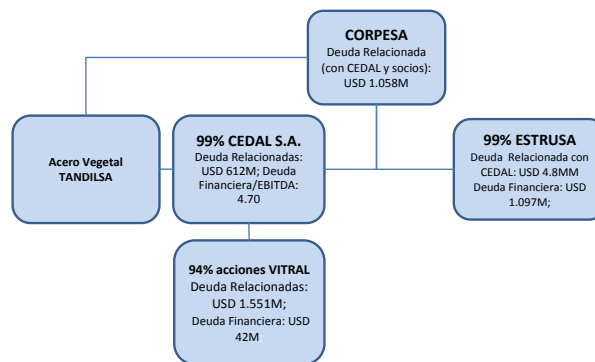 CORPESA
Deuda Relacionada
(con CEDAL y socios):
USD 1.058M
Acero Vegetal
TANDILSA
99% CEDAL S.A.
Deuda Relacionadas:
USD 612M; Deuda
Financiera/EBITDA:
4.70
99% ESTRUSA
Deuda Relacionada con
CEDAL: USD 4.8MM
Deuda Financiera: USD
1.097M;
94% acciones VITRAL
Deuda Relacionadas:
USD 1.551M;
Deuda Financiera: USD
42M